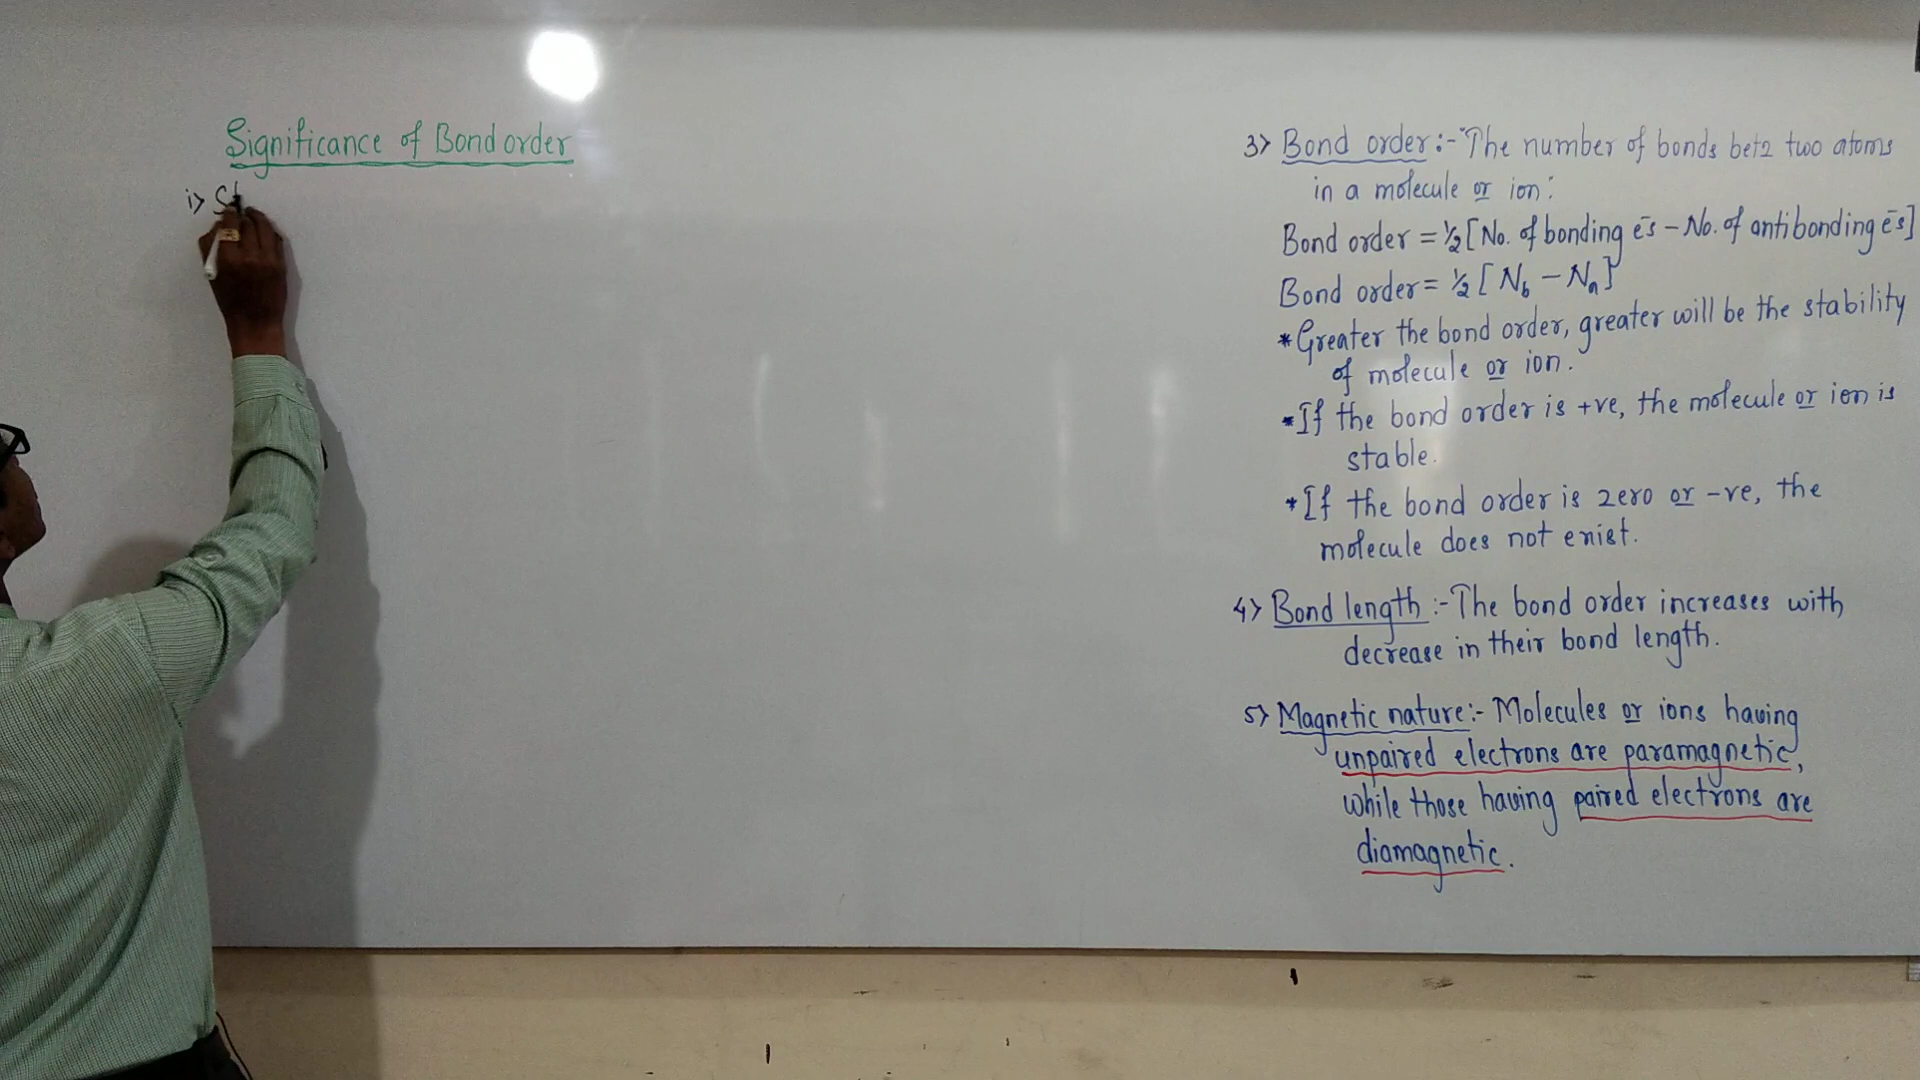 Significance of Bond order
i> St
3> Bond order :- "The number of bonds bet2 two atoms
in a molecule or ion."
Bond order = 1/2 [No. of bonding ēs - No. of antibonding ēs]
Bond order = 1/2 [Nb - Na]
* Greater the bond order, greater will be the stability
of molecule or ion.
* If the bond order is +ve, the molecule or ion is
stable.
* If the bond order is zero or -ve, the
molecule does not exist.
4> Bond length :- The bond order increases with
decrease in their bond length.
5> Magnetic nature :- Molecules or ions having
unpaired electrons are paramagnetic,
while those having paired electrons are
diamagnetic.